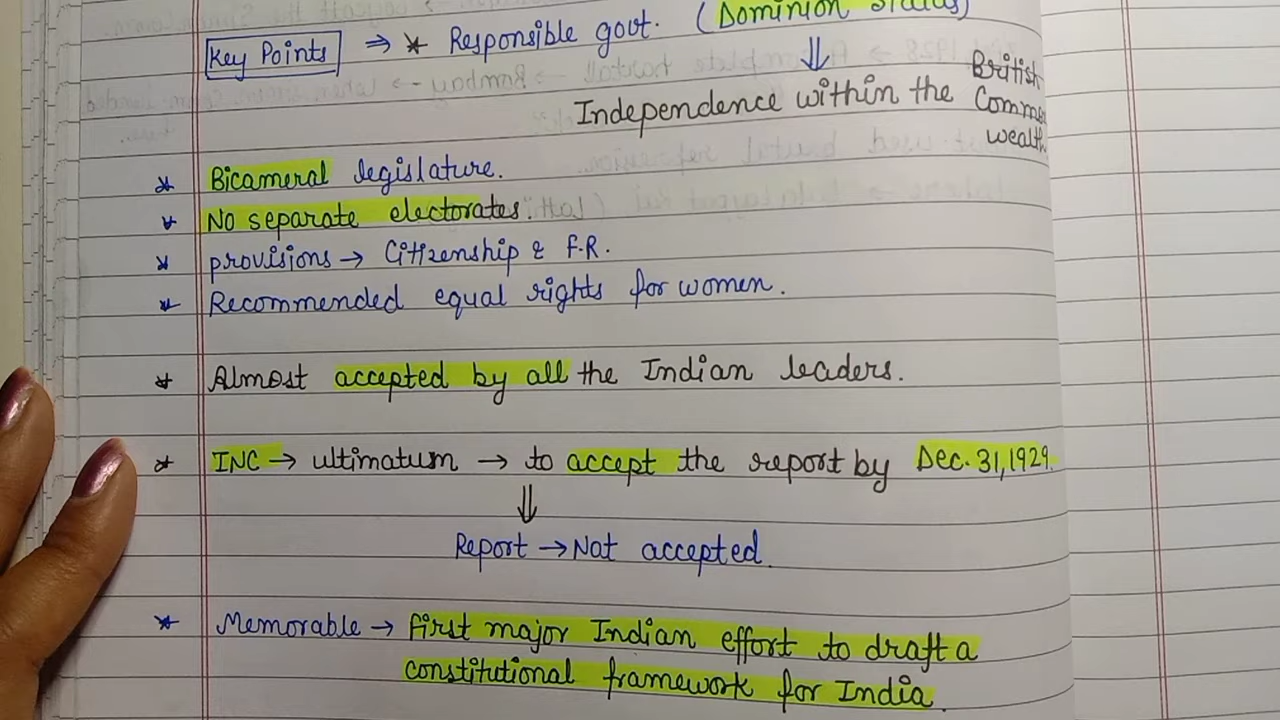 Key Points ⇒ * Responsible govt. (Dominion Status)
⇓
Independence within the British Commonwealth
* Bicameral legislature.
* No separate electorates.
* provisions → Citizenship & F.R.
* Recommended equal rights for women.
* Almost accepted by all the Indian leaders.
* INC → ultimatum → to accept the report by Dec. 31, 1929.
⇓
Report → Not accepted.
* Memorable → first major Indian effort to draft a
constitutional framework for India.